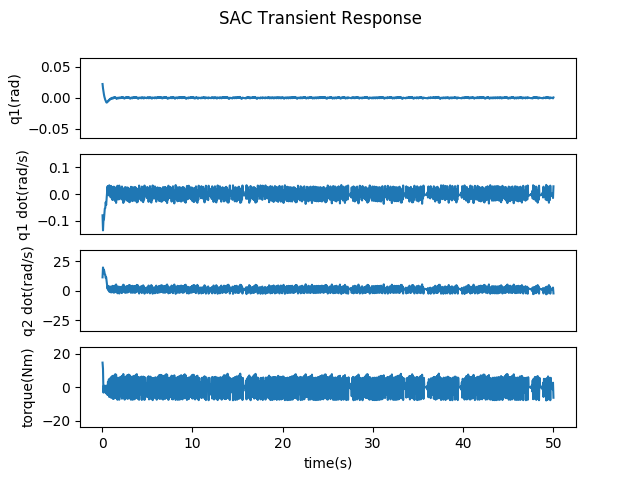 SAC Transient Response
q1(rad)
0.05
0.00
−0.05
q1 dot(rad/s)
0.1
0.0
−0.1
q2 dot(rad/s)
25
0
−25
torque(Nm)
20
0
−20
0 10 20 30 40 50
time(s)